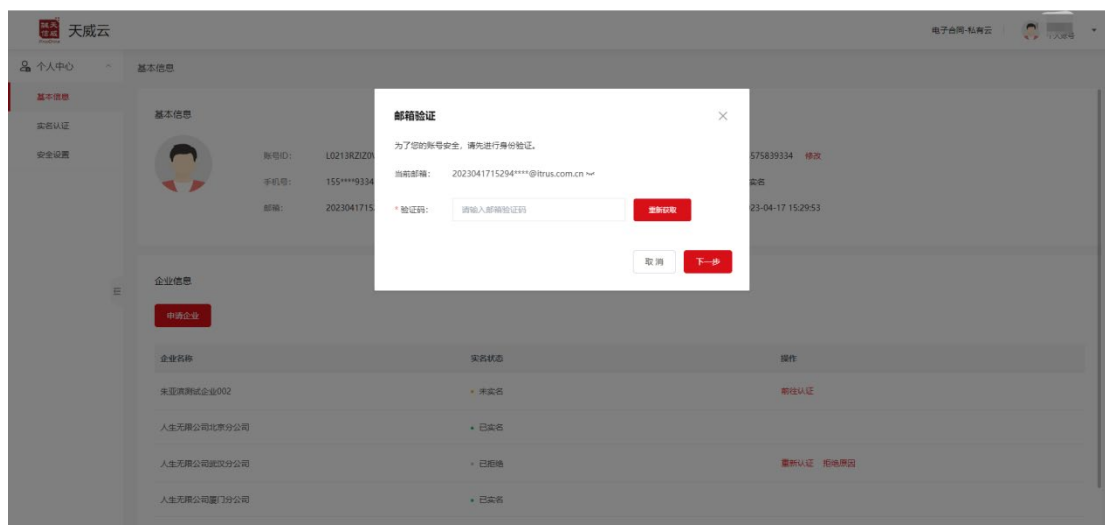 天威云
电子合同-私有云
个人中心
基本信息
基本信息
实名认证
安全设置
基本信息
账号ID:
L0213RZIZ0
575839334 修改
手机号:
155****9334
实名
邮箱:
20230417152
23-04-17 15:29:53
邮箱验证
为了您的账号安全，请先进行身份验证。
当前邮箱: 2023041715294****@itrus.com.cn
* 验证码: 请输入邮箱验证码 重新获取
取消 下一步
企业信息
申请企业
企业名称 实名状态 操作
朱亚洲测试企业002 未实名 前往认证
人生无限公司北京分公司 已实名
人生无限公司武汉分公司 已拒绝 重新认证 拒绝原因
人生无限公司厦门分公司 已实名